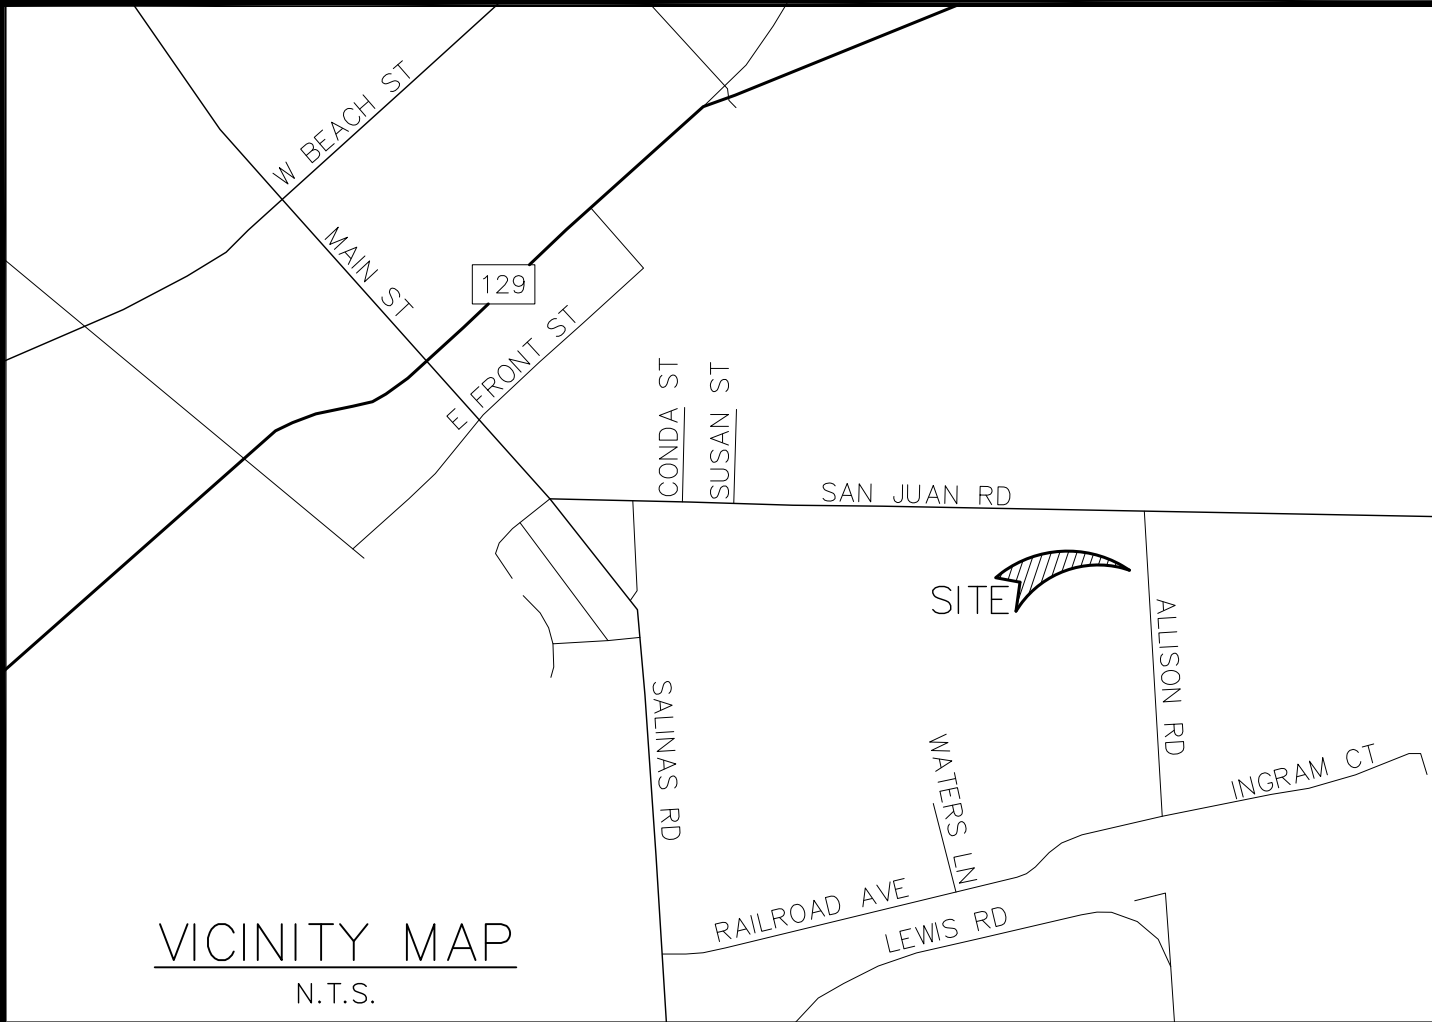 W BEACH ST
MAIN ST
129
E FRONT ST
CONDA ST
SUSAN ST
SAN JUAN RD
SITE
ALLISON RD
SALINAS RD
WATERS LN
INGRAM CT
RAILROAD AVE
LEWIS RD
VICINITY MAP
N.T.S.